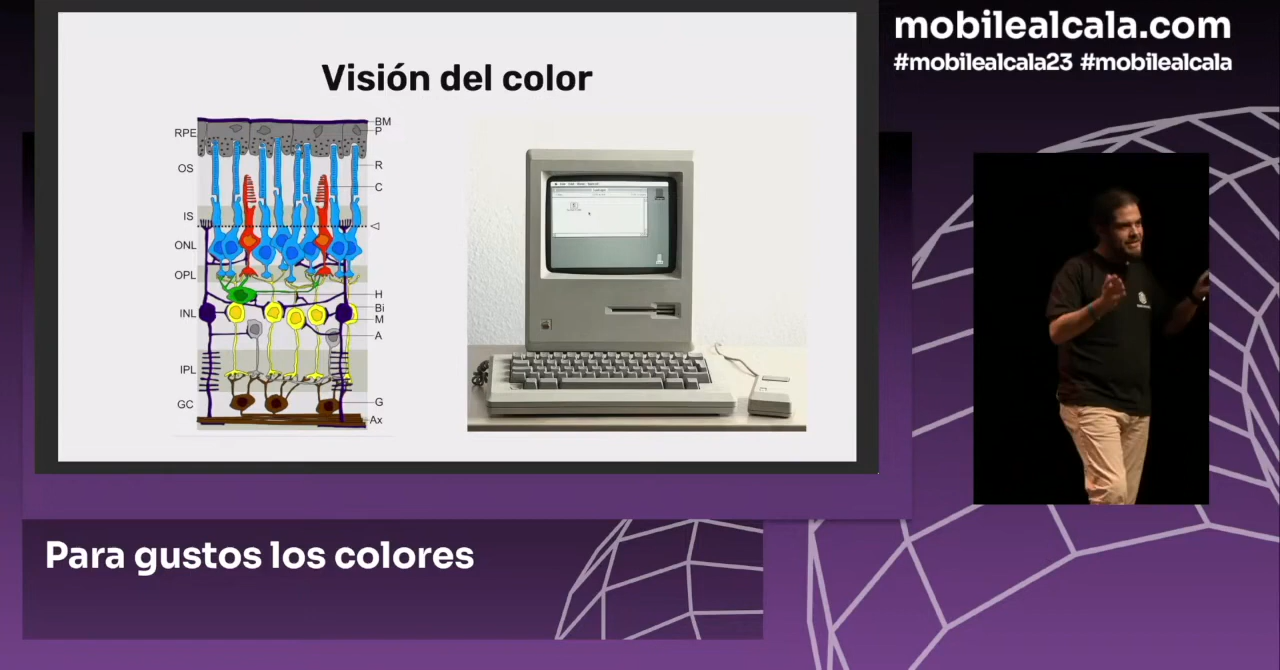 mobilealcala.com
#mobilealcala23 #mobilealcala
Visión del color
RPE
OS
IS
ONL
OPL
INL
IPL
GC
BM
P
R
C
H
Bi
M
A
G
Ax
Para gustos los colores